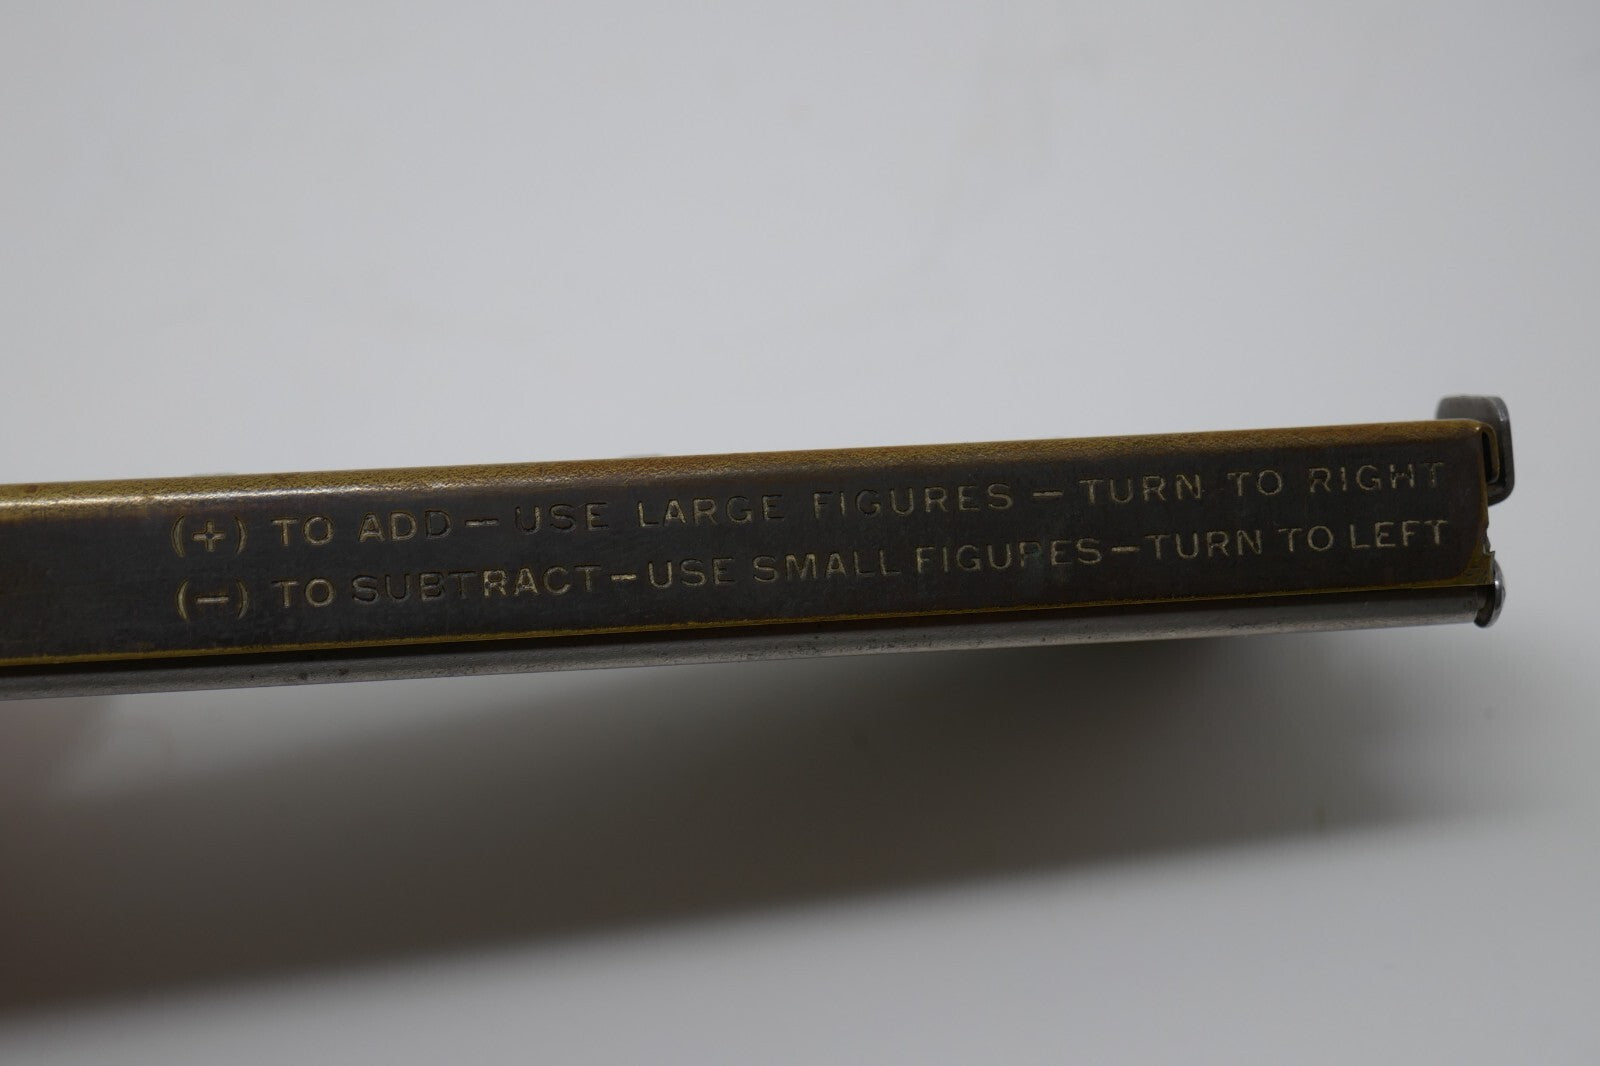 (+) TO ADD—USE LARGE FIGURES—TURN TO RIGHT
(—) TO SUBTRACT—USE SMALL FIGURES—TURN TO LEFT